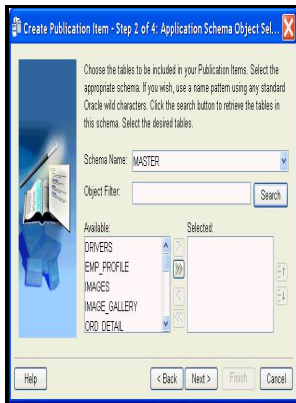 Create Publication Item - Step 2 of 4: Application Schema Object Sel...
Choose the tables to be included in your Publication Items. Select the
appropriate schema. If you wish, use a name pattern using any standard
Oracle wild characters. Click the search button to retrieve the tables in
this schema. Select the desired tables.
Schema Name: MASTER
Object Filter: Search
Available: Selected:
DRIVERS
EMP_PROFILE
IMAGES
IMAGE_GALLERY
ORD_DETAIL
Help < Back Next > Finish Cancel